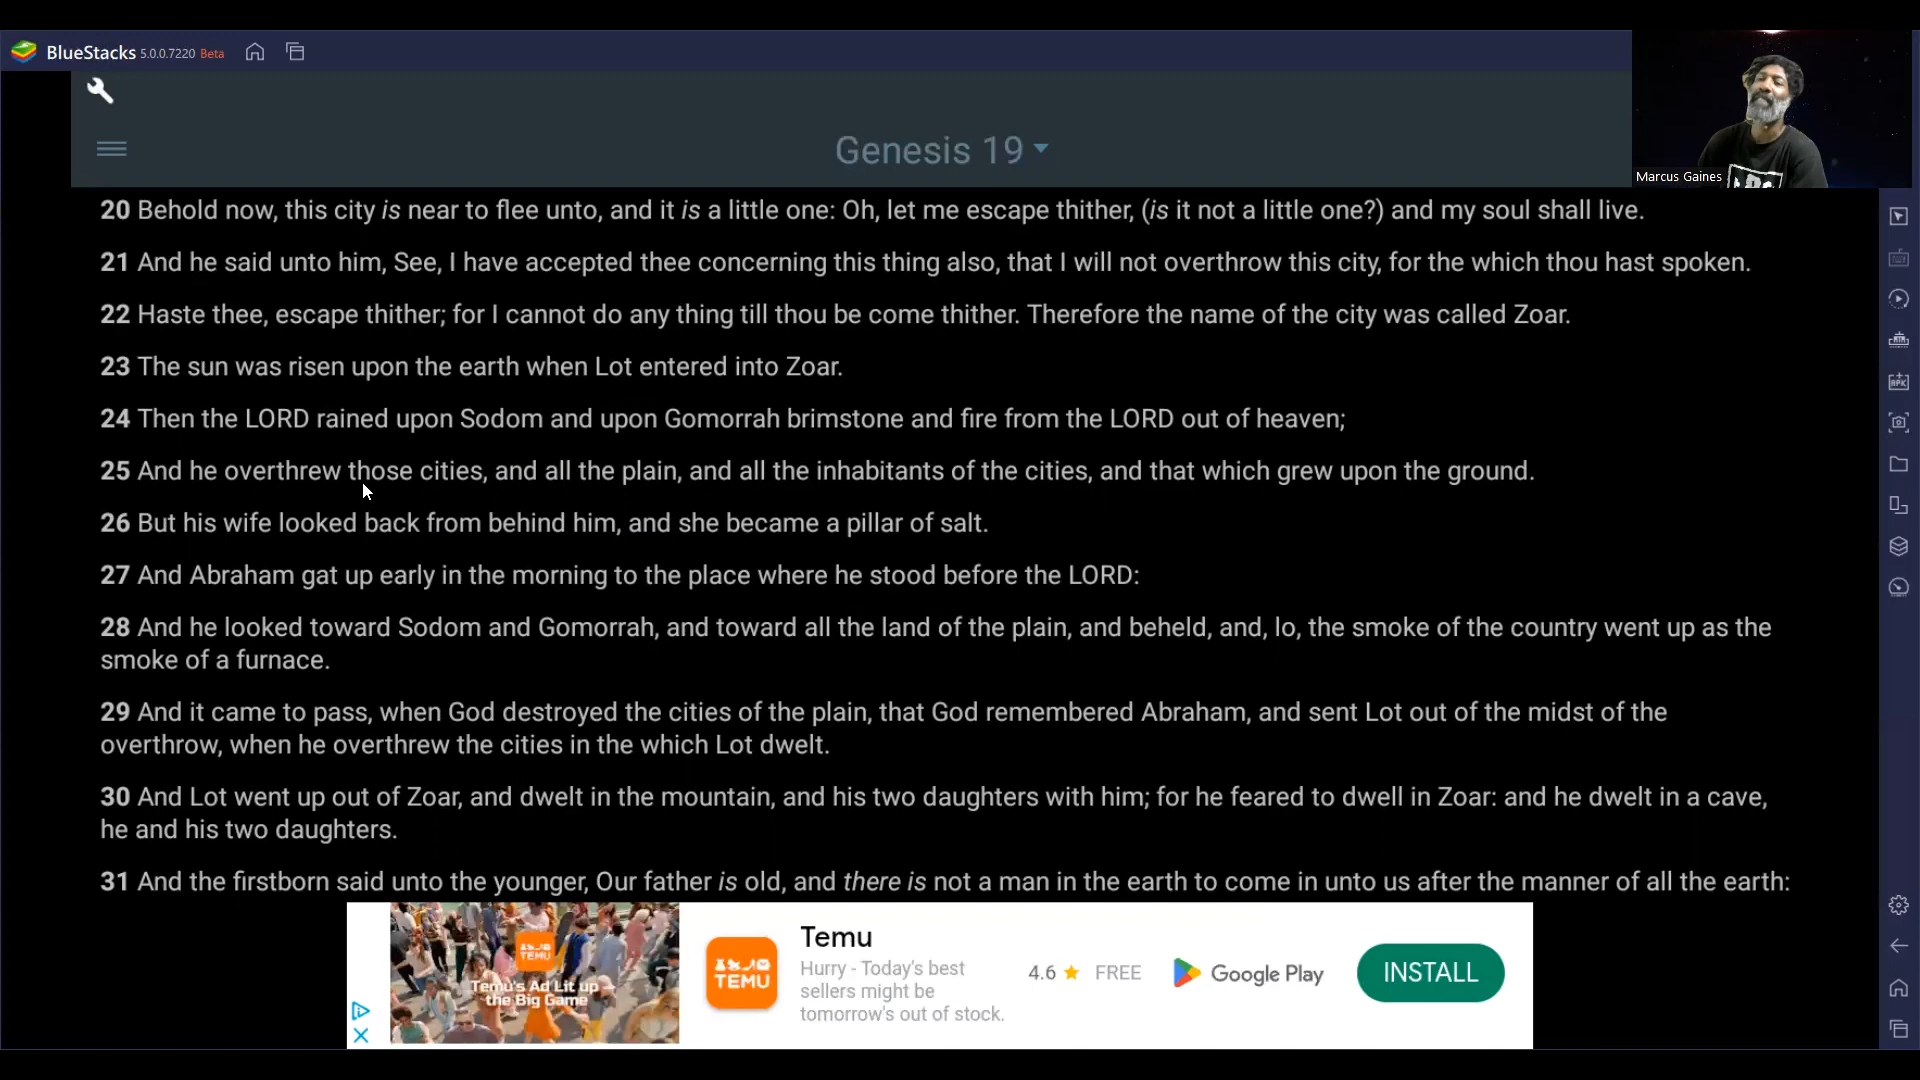 BlueStacks 5.0.0.7220 Beta
Genesis 19
Marcus Gaines
20 Behold now, this city is near to flee unto, and it is a little one: Oh, let me escape thither, (is it not a little one?) and my soul shall live.
21 And he said unto him, See, I have accepted thee concerning this thing also, that I will not overthrow this city, for the which thou hast spoken.
22 Haste thee, escape thither; for I cannot do any thing till thou be come thither. Therefore the name of the city was called Zoar.
23 The sun was risen upon the earth when Lot entered into Zoar.
24 Then the LORD rained upon Sodom and upon Gomorrah brimstone and fire from the LORD out of heaven;
25 And he overthrew those cities, and all the plain, and all the inhabitants of the cities, and that which grew upon the ground.
26 But his wife looked back from behind him, and she became a pillar of salt.
27 And Abraham gat up early in the morning to the place where he stood before the LORD:
28 And he looked toward Sodom and Gomorrah, and toward all the land of the plain, and beheld, and, lo, the smoke of the country went up as the
smoke of a furnace.
29 And it came to pass, when God destroyed the cities of the plain, that God remembered Abraham, and sent Lot out of the midst of the
overthrow, when he overthrew the cities in the which Lot dwelt.
30 And Lot went up out of Zoar, and dwelt in the mountain, and his two daughters with him; for he feared to dwell in Zoar: and he dwelt in a cave,
he and his two daughters.
31 And the firstborn said unto the younger, Our father is old, and there is not a man in the earth to come in unto us after the manner of all the earth:
TEMU
Temu's Ad Lit up
the Big Game
TEMU
Temu
Hurry - Today's best
sellers might be
tomorrow's out of stock.
4.6 FREE
Google Play
INSTALL